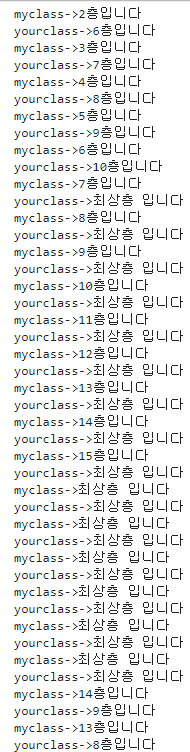 myclass->2층입니다
yourclass->6층입니다
myclass->3층입니다
yourclass->7층입니다
myclass->4층입니다
yourclass->8층입니다
myclass->5층입니다
yourclass->9층입니다
myclass->6층입니다
yourclass->10층입니다
myclass->7층입니다
yourclass->최상층 입니다
myclass->8층입니다
yourclass->최상층 입니다
myclass->9층입니다
yourclass->최상층 입니다
myclass->10층입니다
yourclass->최상층 입니다
myclass->11층입니다
yourclass->최상층 입니다
myclass->12층입니다
yourclass->최상층 입니다
myclass->13층입니다
yourclass->최상층 입니다
myclass->14층입니다
yourclass->최상층 입니다
myclass->15층입니다
yourclass->최상층 입니다
myclass->최상층 입니다
yourclass->최상층 입니다
myclass->최상층 입니다
yourclass->최상층 입니다
myclass->최상층 입니다
yourclass->최상층 입니다
myclass->최상층 입니다
yourclass->최상층 입니다
myclass->최상층 입니다
yourclass->최상층 입니다
myclass->최상층 입니다
yourclass->최상층 입니다
myclass->14층입니다
yourclass->9층입니다
myclass->13층입니다
yourclass->8층입니다